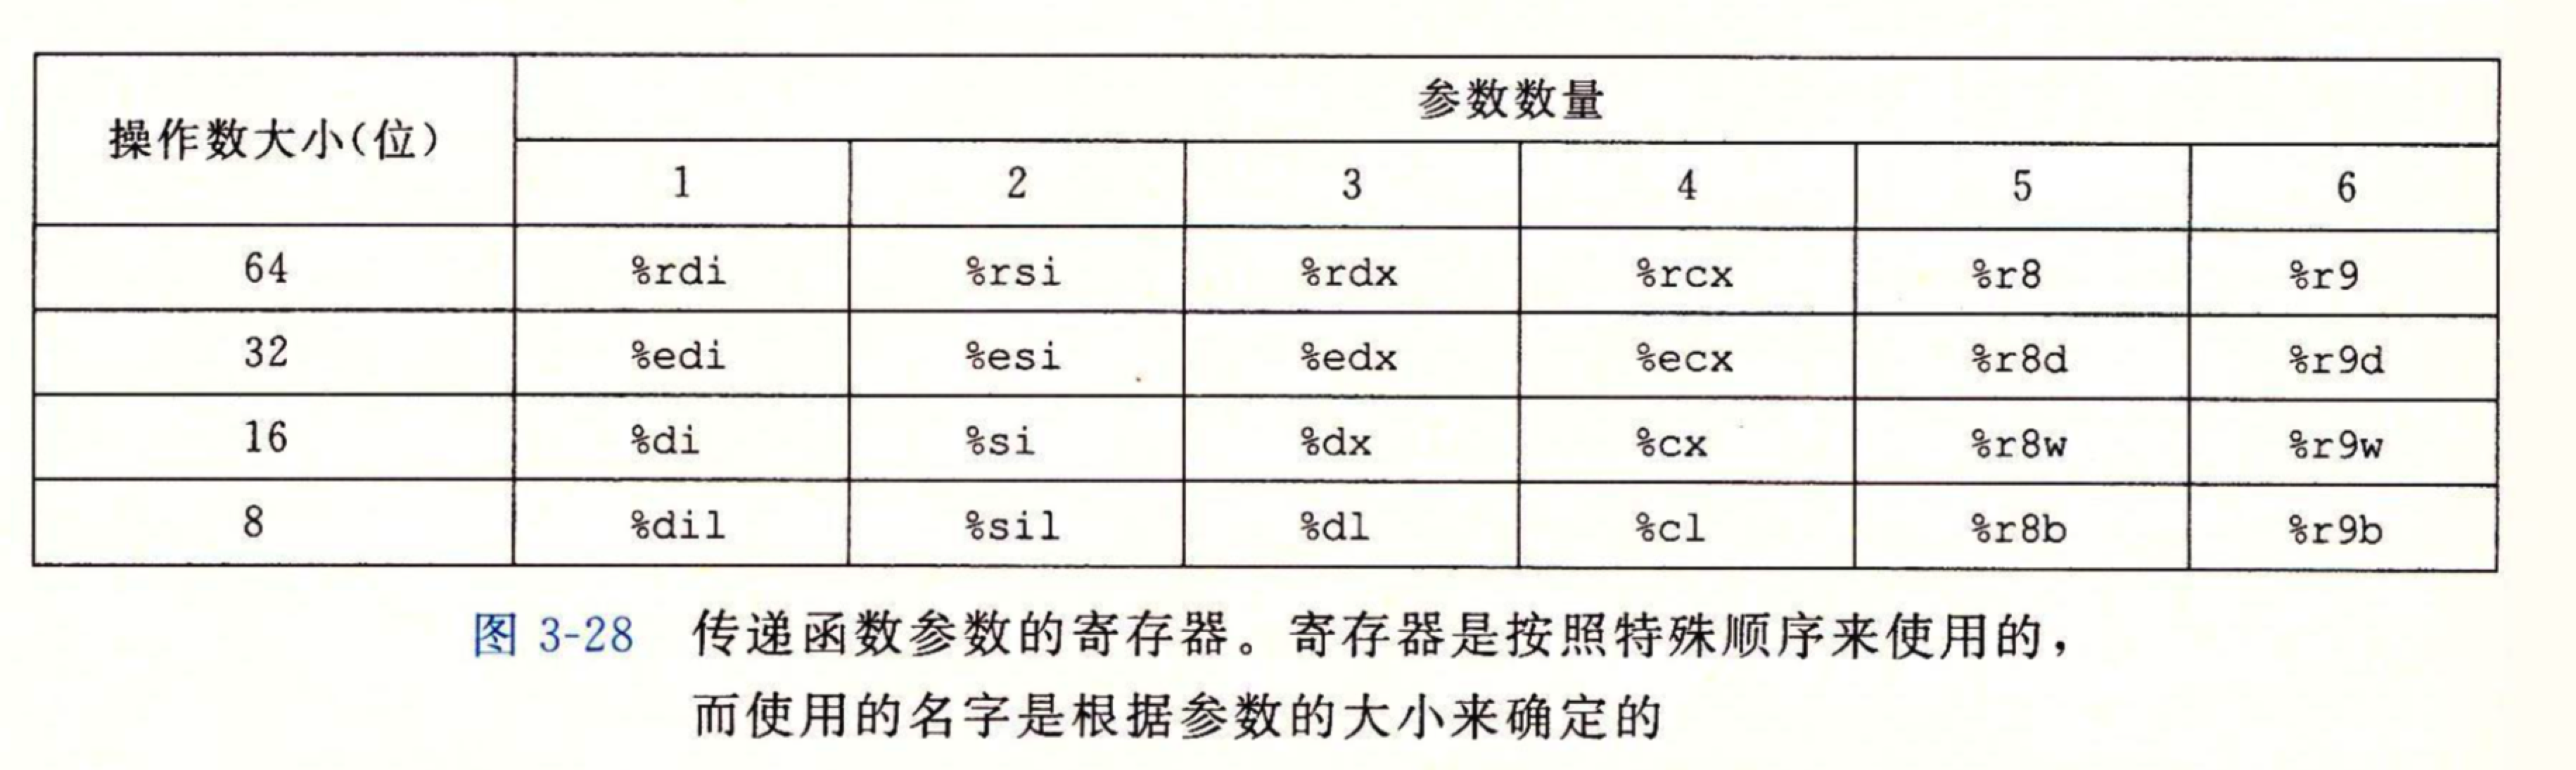 操作数大小(位) 参数数量
1 2 3 4 5 6
64 %rdi %rsi %rdx %rcx %r8 %r9
32 %edi %esi %edx %ecx %r8d %r9d
16 %di %si %dx %cx %r8w %r9w
8 %dil %sil %dl %cl %r8b %r9b
图 3-28 传递函数参数的寄存器。寄存器是按照特殊顺序来使用的，
而使用的名字是根据参数的大小来确定的